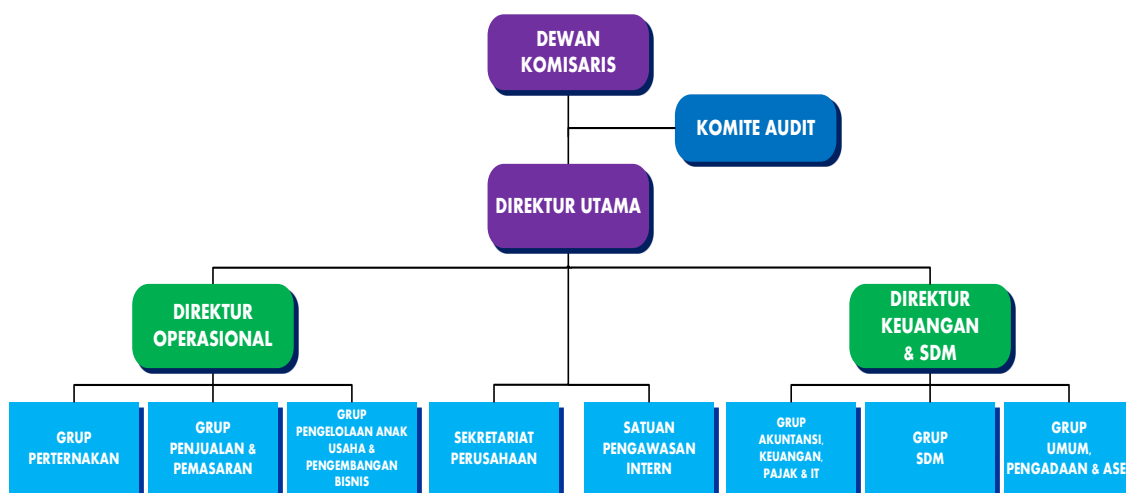 DEWAN
KOMISARIS
KOMITE AUDIT
DIREKTUR UTAMA
DIREKTUR
OPERASIONAL
DIREKTUR
KEUANGAN
& SDM
GRUP
PERTERNAKAN
GRUP
PENJUALAN &
PEMASARAN
GRUP
PENGELOLAAN ANAK
USAHA &
PENGEMBANGAN
BISNIS
SEKRETARIAT
PERUSAHAAN
SATUAN
PENGAWASAN
INTERN
GRUP
AKUNTANSI,
KEUANGAN,
PAJAK & IT
GRUP
SDM
GRUP
UMUM,
PENGADAAN & ASE